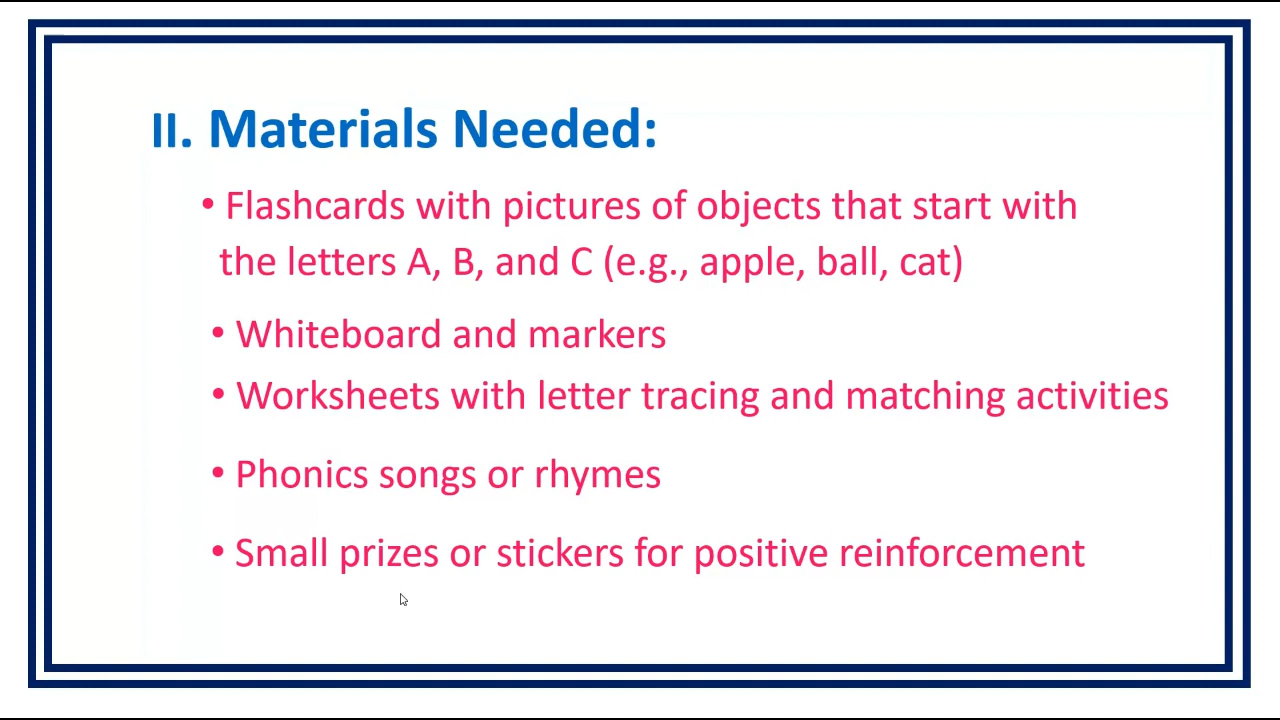 II. Materials Needed:
• Flashcards with pictures of objects that start with
the letters A, B, and C (e.g., apple, ball, cat)
• Whiteboard and markers
• Worksheets with letter tracing and matching activities
• Phonics songs or rhymes
• Small prizes or stickers for positive reinforcement